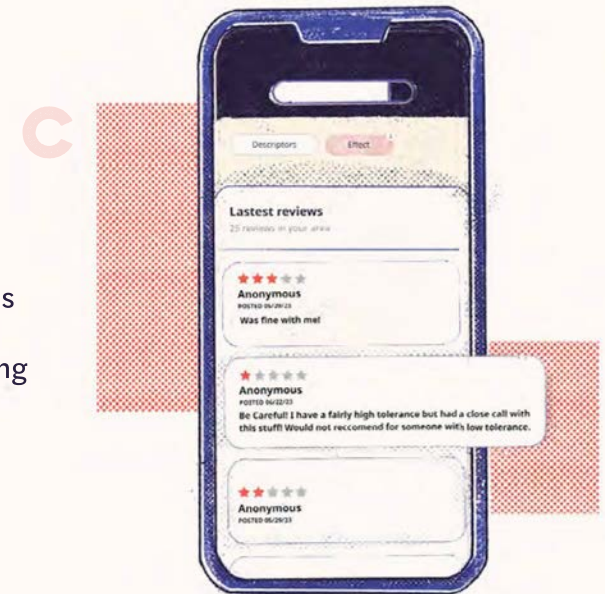 C
s
ng
Descriptors
Effect
Lastest reviews
25 reviews in your area
Anonymous
POSTED 05/29/23
Was fine with me!
Anonymous
POSTED 06/22/23
Be Careful! I have a fairly high tolerance but had a close call with
this stuff! Would not reccomend for someone with low tolerance.
Anonymous
POSTED 05/29/23